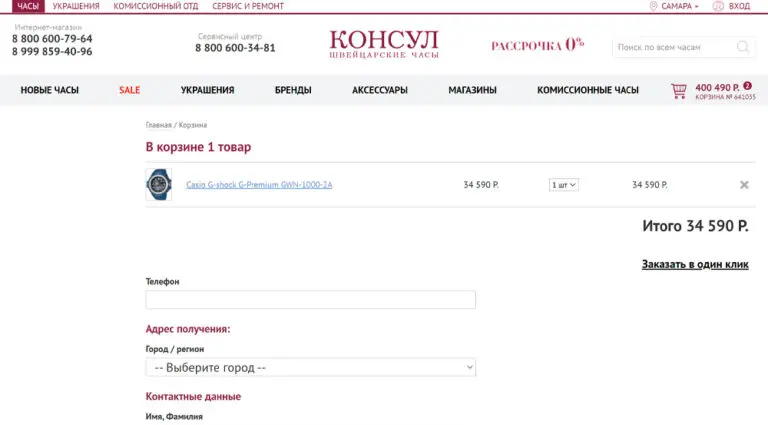 ЧАСЫ УКРАШЕНИЯ КОМИССИОННЫЙ ОТД СЕРВИС И РЕМОНТ САМАРА ВХОД
Интернет-магазин
8 800 600-79-64
8 999 859-40-96
Сервисный центр
8 800 600-34-81
КОНСУЛ
ШВЕЙЦАРСКИЕ ЧАСЫ
РАССРОЧКА 0%
Поиск по всем часам
НОВЫЕ ЧАСЫ SALE УКРАШЕНИЯ БРЕНДЫ АКСЕССУАРЫ МАГАЗИНЫ КОМИССИОННЫЕ ЧАСЫ
400 490 Р. 2
КОРЗИНА № 641035
Главная / Корзина
В корзине 1 товар
Casio G-shock G-Premium GWN-1000-2A 34 590 Р. 1 шт 34 590 Р.
Итого 34 590 Р.
Заказать в один клик
Телефон
Адрес получения:
Город / регион
-- Выберите город --
Контактные данные
Имя, Фамилия